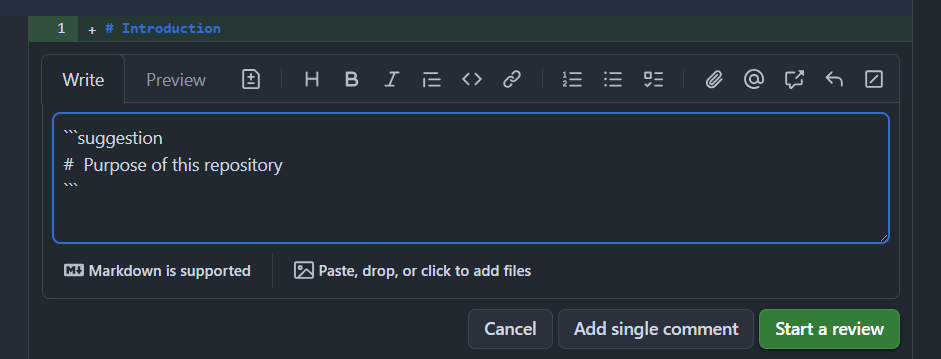 1 + # Introduction
Write Preview H B I
```suggestion
#  Purpose of this repository
```
Markdown is supported Paste, drop, or click to add files
Cancel Add single comment Start a review